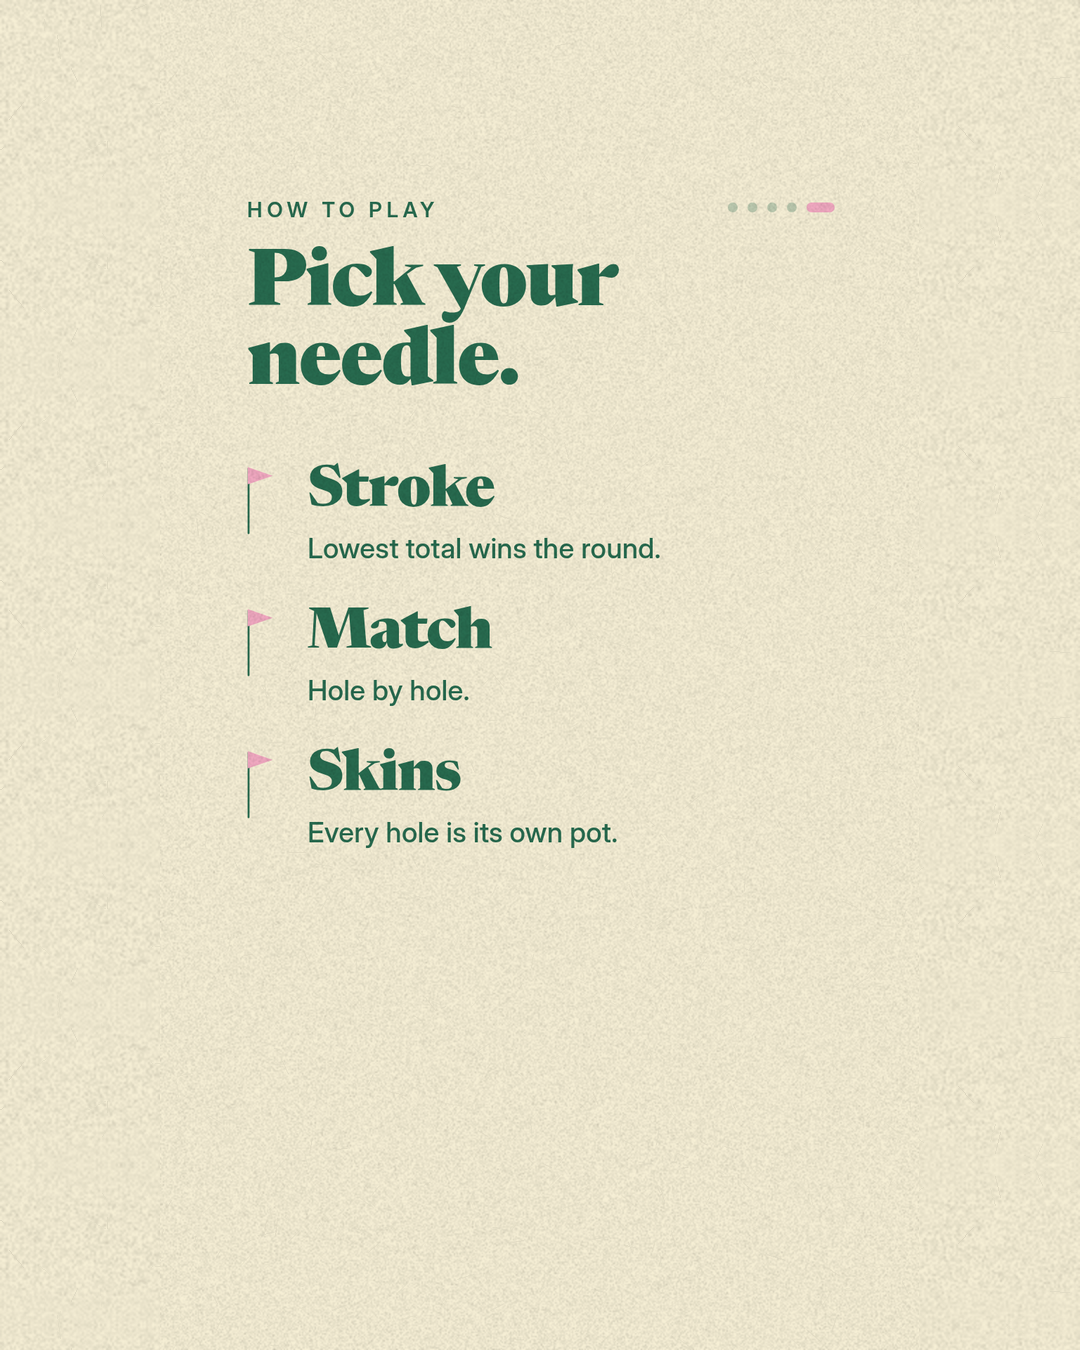 HOW TO PLAY
Pick your
needle.
Stroke
Lowest total wins the round.
Match
Hole by hole.
Skins
Every hole is its own pot.